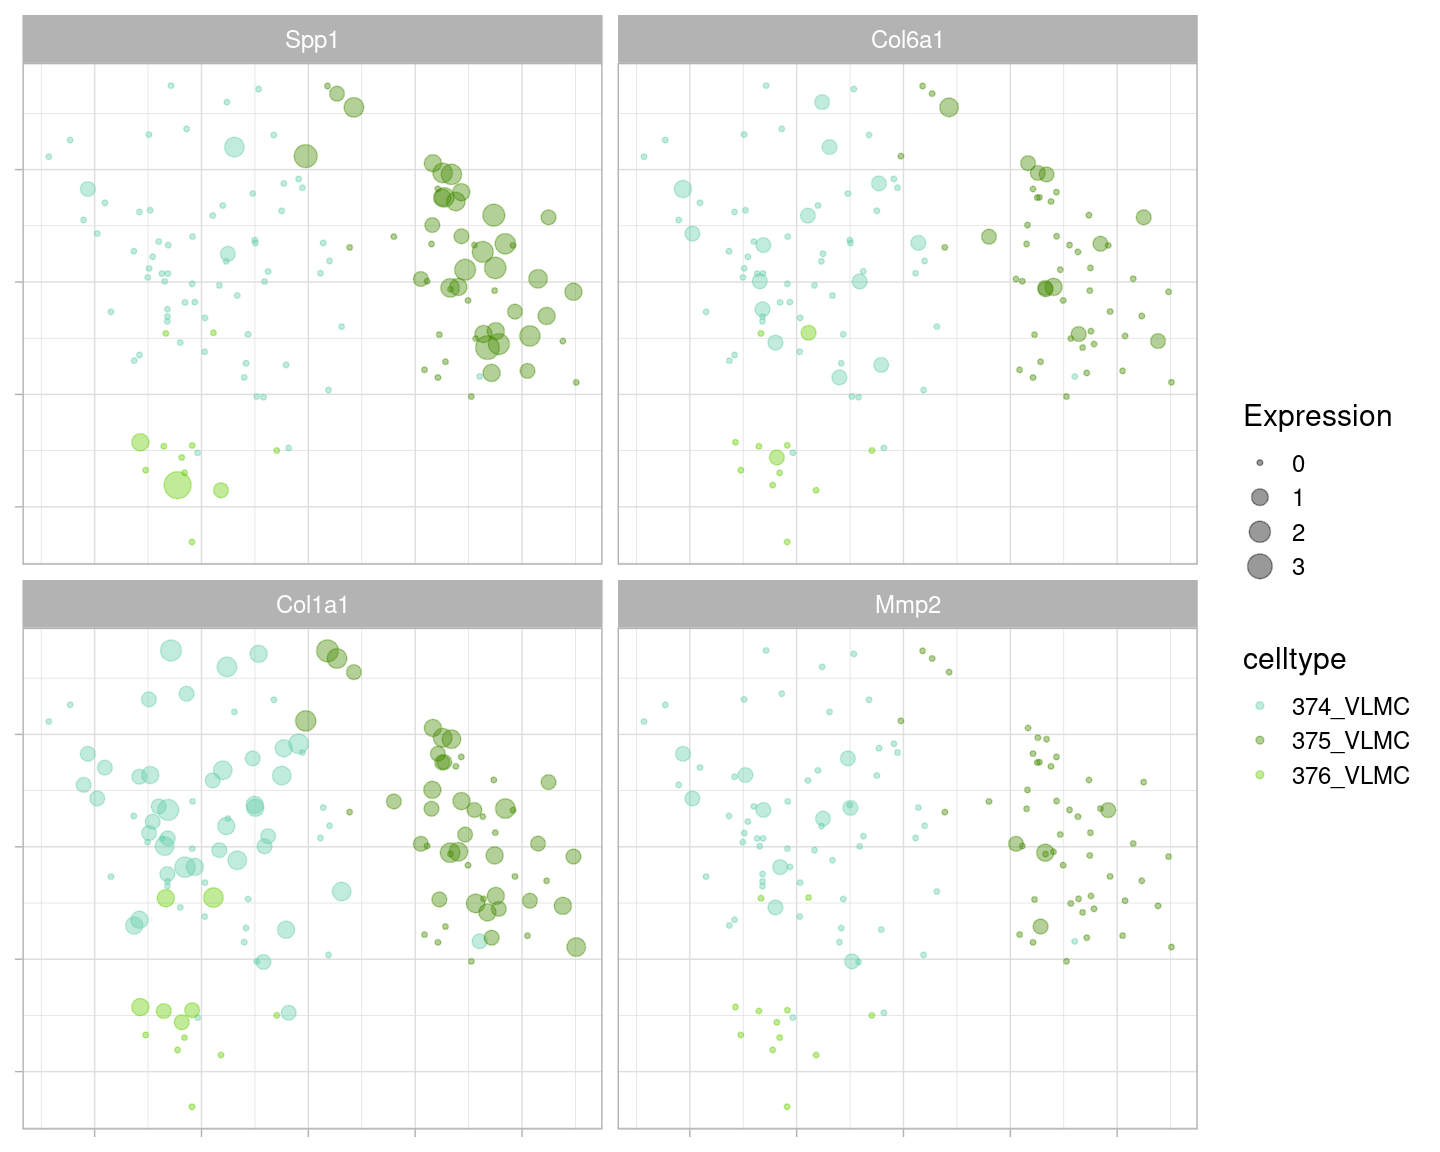 Spp1
Col6a1
Col1a1
Mmp2
Expression
0
1
2
3
celltype
374_VLMC
375_VLMC
376_VLMC